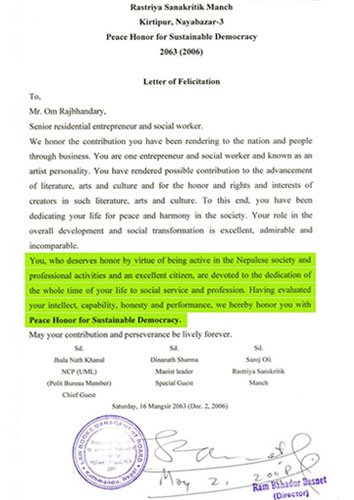 Rastriya Sanakritik Manch
Kirtipur, Nayabazar-3
Peace Honor for Sustainable Democracy
2063 (2006)
Letter of Felicitation
To,
Mr. Om Rajbhandary,
Senior residential entrepreneur and social worker.
We honor the contribution you have been rendering to the nation and people
through business. You are one entrepreneur and social worker and known as an
artist personality. You have rendered possible contribution to the advancement
of literature, arts and culture and for the honor and rights and interests of
creators in such literature, arts and culture. To this end, you have been
dedicating your life for peace and harmony in the society. Your role in the
overall development and social transformation is excellent, admirable and
incomparable.
You, who deserves honor by virtue of being active in the Nepalese society and
professional activities and an excellent citizen, are devoted to the dedication of
the whole time of your life to social service and profession. Having evaluated
your intellect, capability, honesty and performance, we hereby honor you with
Peace Honor for Sustainable Democracy.
May your contribution and perseverance be lively forever.
Sd. Sd. Sd.
Jhala Nath Khanal Dinanath Sharma Saroj Oli
NCP (UML) Maoist leader Rastriya Sanskritik
(Polit Bureau Member) Special Guest Manch
Chief Guest
Saturday, 16 Mangsir 2063 (Dec. 2, 2006)
LAW BOOKS MANAGEMENT BOARD
May 2, 2008
Ram Bahadur Basnet